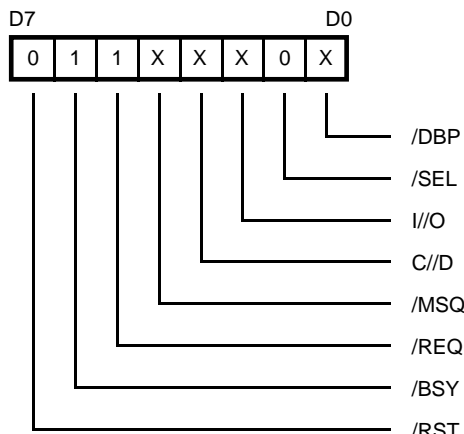 D7 D0
0 1 1 X X X 0 X
/DBP
/SEL
I//O
C//D
/MSQ
/REQ
/BSY
/RST